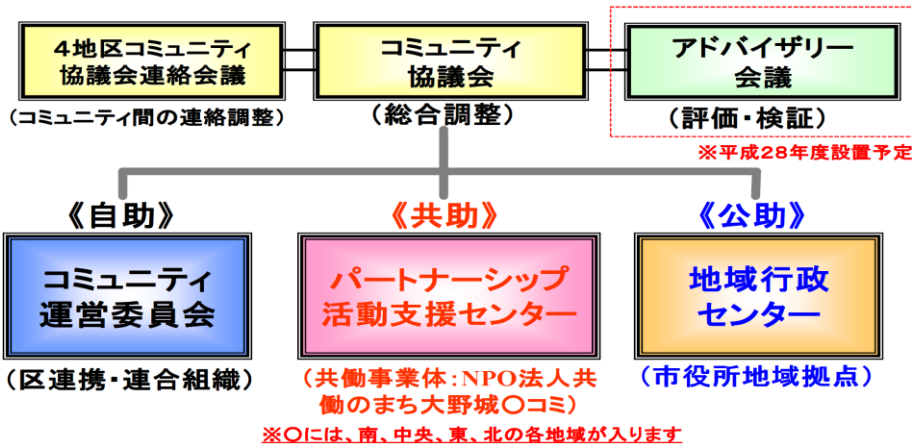 4地区コミュニティ
協議会連絡会議
(コミュニティ間の連絡調整)
コミュニティ
協議会
(総合調整)
アドバイザリー
会議
(評価・検証)
※平成28年度設置予定
《自助》
コミュニティ
運営委員会
(区連携・連合組織)
《共助》
パートナーシップ
活動支援センター
(共働事業体:NPO法人共
働のまち大野城〇コミ)
※〇には、南、中央、東、北の各地域が入ります
《公助》
地域行政
センター
(市役所地域拠点)